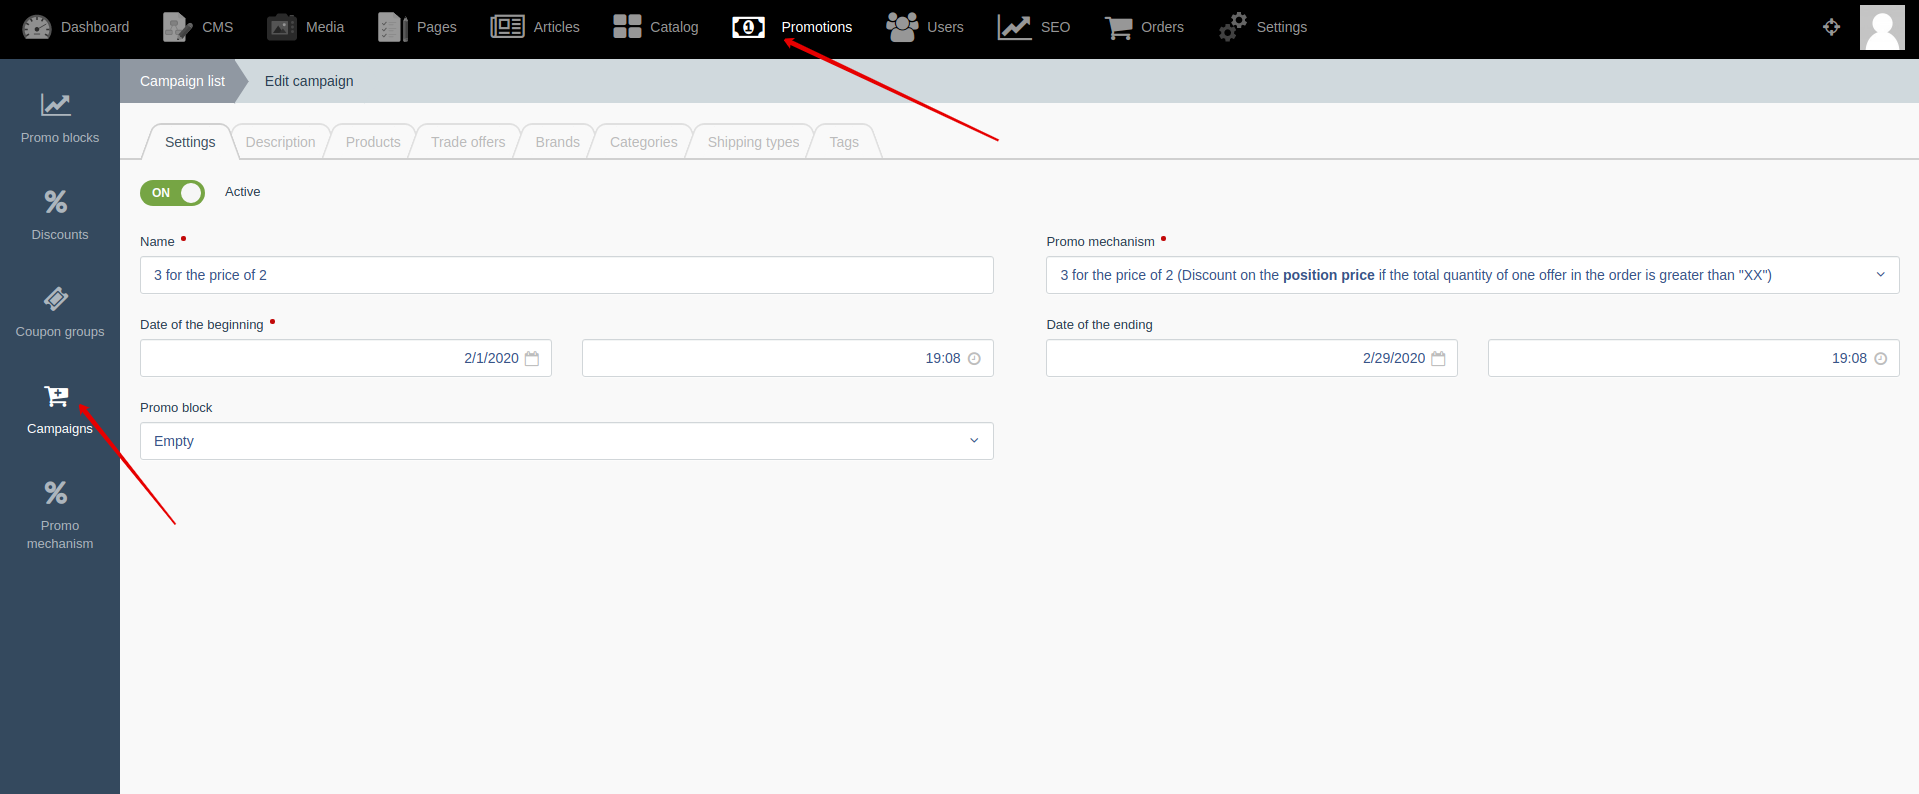 Dashboard CMS Media Pages Articles Catalog Promotions Users SEO Orders Settings
Campaign list Edit campaign
Promo blocks
Discounts
Coupon groups
Campaigns
Promo
mechanism
Settings Description Products Trade offers Brands Categories Shipping types Tags
ON Active
Name Promo mechanism
3 for the price of 2 3 for the price of 2 (Discount on the position price if the total quantity of one offer in the order is greater than "XX")
Date of the beginning Date of the ending
2/1/2020 19:08 2/29/2020 19:08
Promo block
Empty